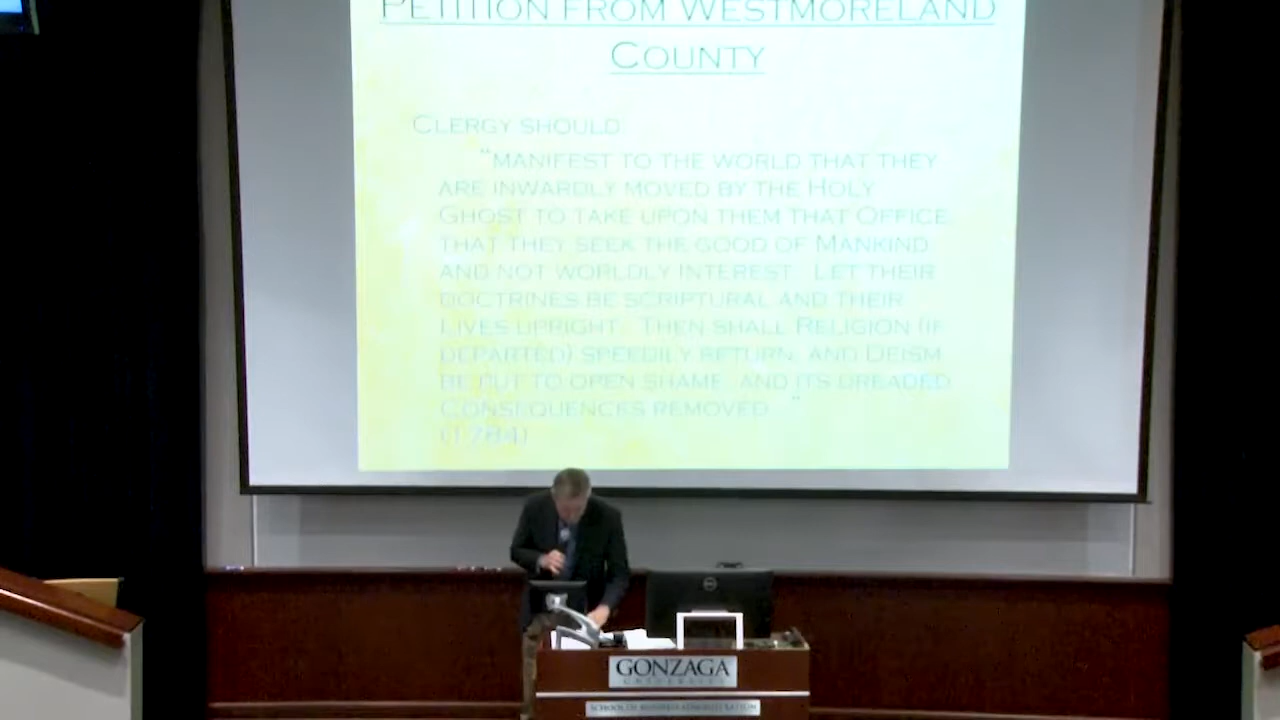 PETITION FROM WESTMORELAND
COUNTY
CLERGY SHOULD
"MANIFEST TO THE WORLD THAT THEY
ARE INWARDLY MOVED BY THE HOLY
GHOST TO TAKE UPON THEM THAT OFFICE
THAT THEY SEEK THE GOOD OF MANKIND
AND NOT WORLDLY INTEREST. LET THEIR
DOCTRINES BE SCRIPTURAL AND THEIR
LIVES UPRIGHT. THEN SHALL RELIGION (IF
DEPARTED) SPEEDILY RETURN, AND DEISM
BE PUT TO OPEN SHAME, AND ITS DREADED
CONSEQUENCES REMOVED."
(1784)
DELL
GONZAGA
UNIVERSITY
SCHOOL OF BUSINESS ADMINISTRATION